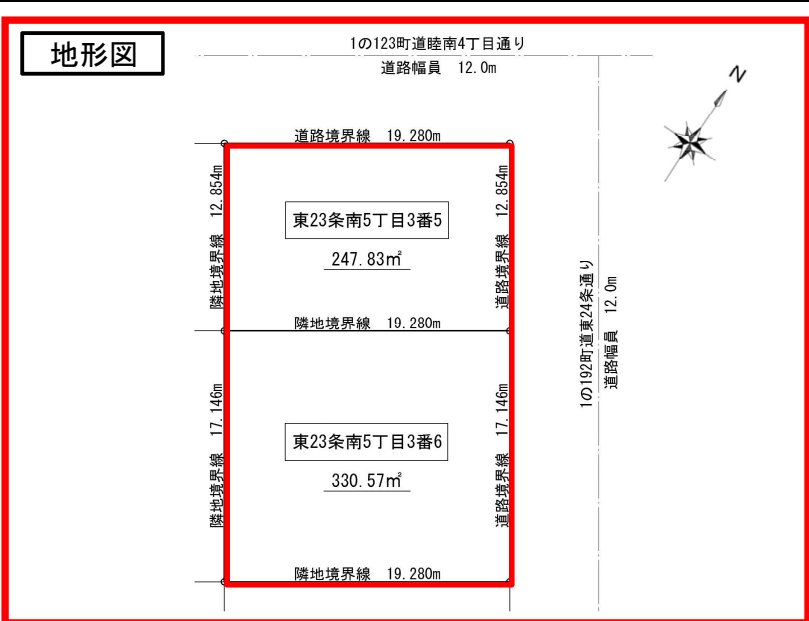 地形図
1の123町道睦南4丁目通り
道路幅員 12.0m
N
道路境界線 19.280m
隣地境界線 12.854m
東23条南5丁目3番5
247.83㎡
道路境界線 12.854m
隣地境界線 19.280m
1の192町道東24条通り
道路幅員 12.0m
隣地境界線 17.146m
東23条南5丁目3番6
330.57㎡
道路境界線 17.146m
隣地境界線 19.280m